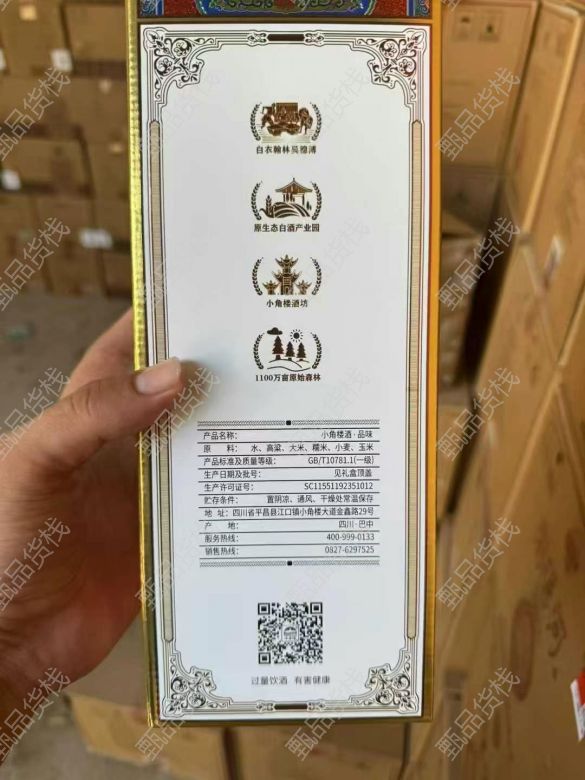 白衣翰林吴镇溥
原生态白酒产业园
小角楼酒坊
1100万亩原始森林
产品名称： 小角楼酒·品味
原 料： 水、高粱、大米、糯米、小麦、玉米
产品标准及质量等级： GB/T10781.1(一级)
生产日期及批号： 见礼盒顶盖
生产许可证号： SC11551192351012
贮存条件： 置阴凉、通风、干燥处常温保存
地 址：四川省平昌县江口镇小角楼大道金鑫路29号
产 地： 四川·巴中
服务热线： 400-999-0133
销售热线： 0827-6297525
过量饮酒 有害健康
甄品货栈